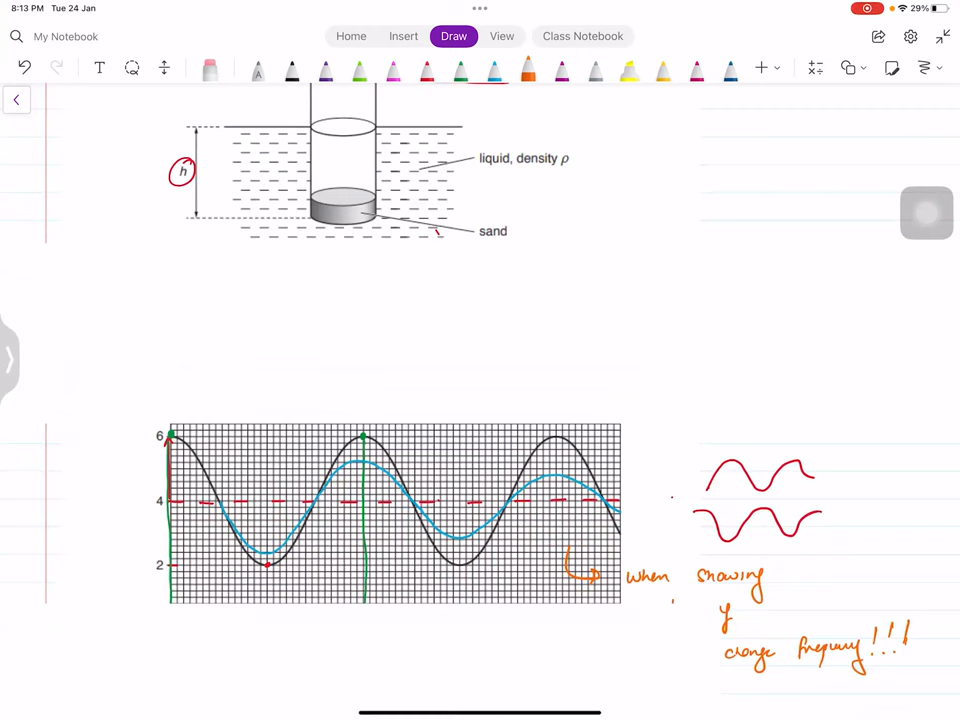 8:13 PM Tue 24 Jan
29%
My Notebook
Home Insert Draw View Class Notebook
A
h
liquid, density ρ
sand
6
4
2
when showing
change frequency!!!